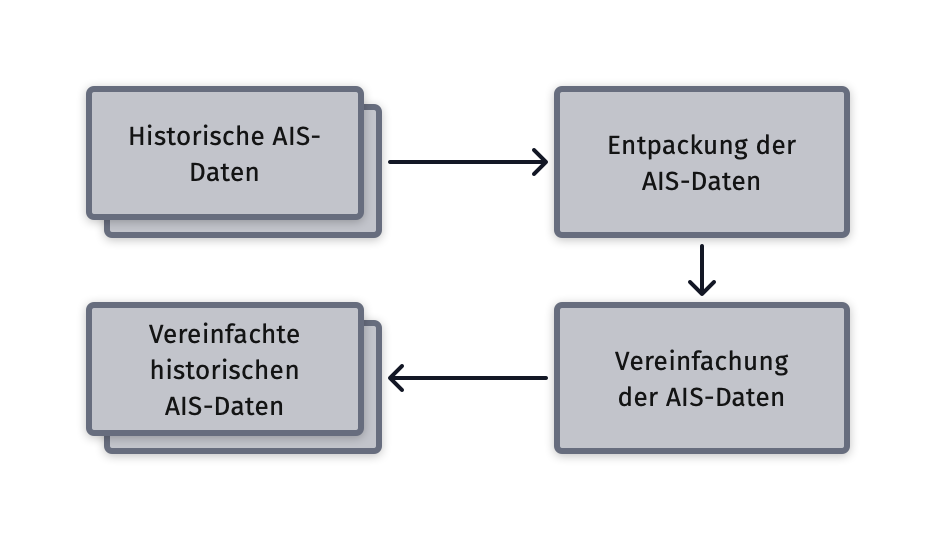 Historische AIS-
Daten
Entpackung der
AIS-Daten
Vereinfachte
historischen
AIS-Daten
Vereinfachung
der AIS-Daten